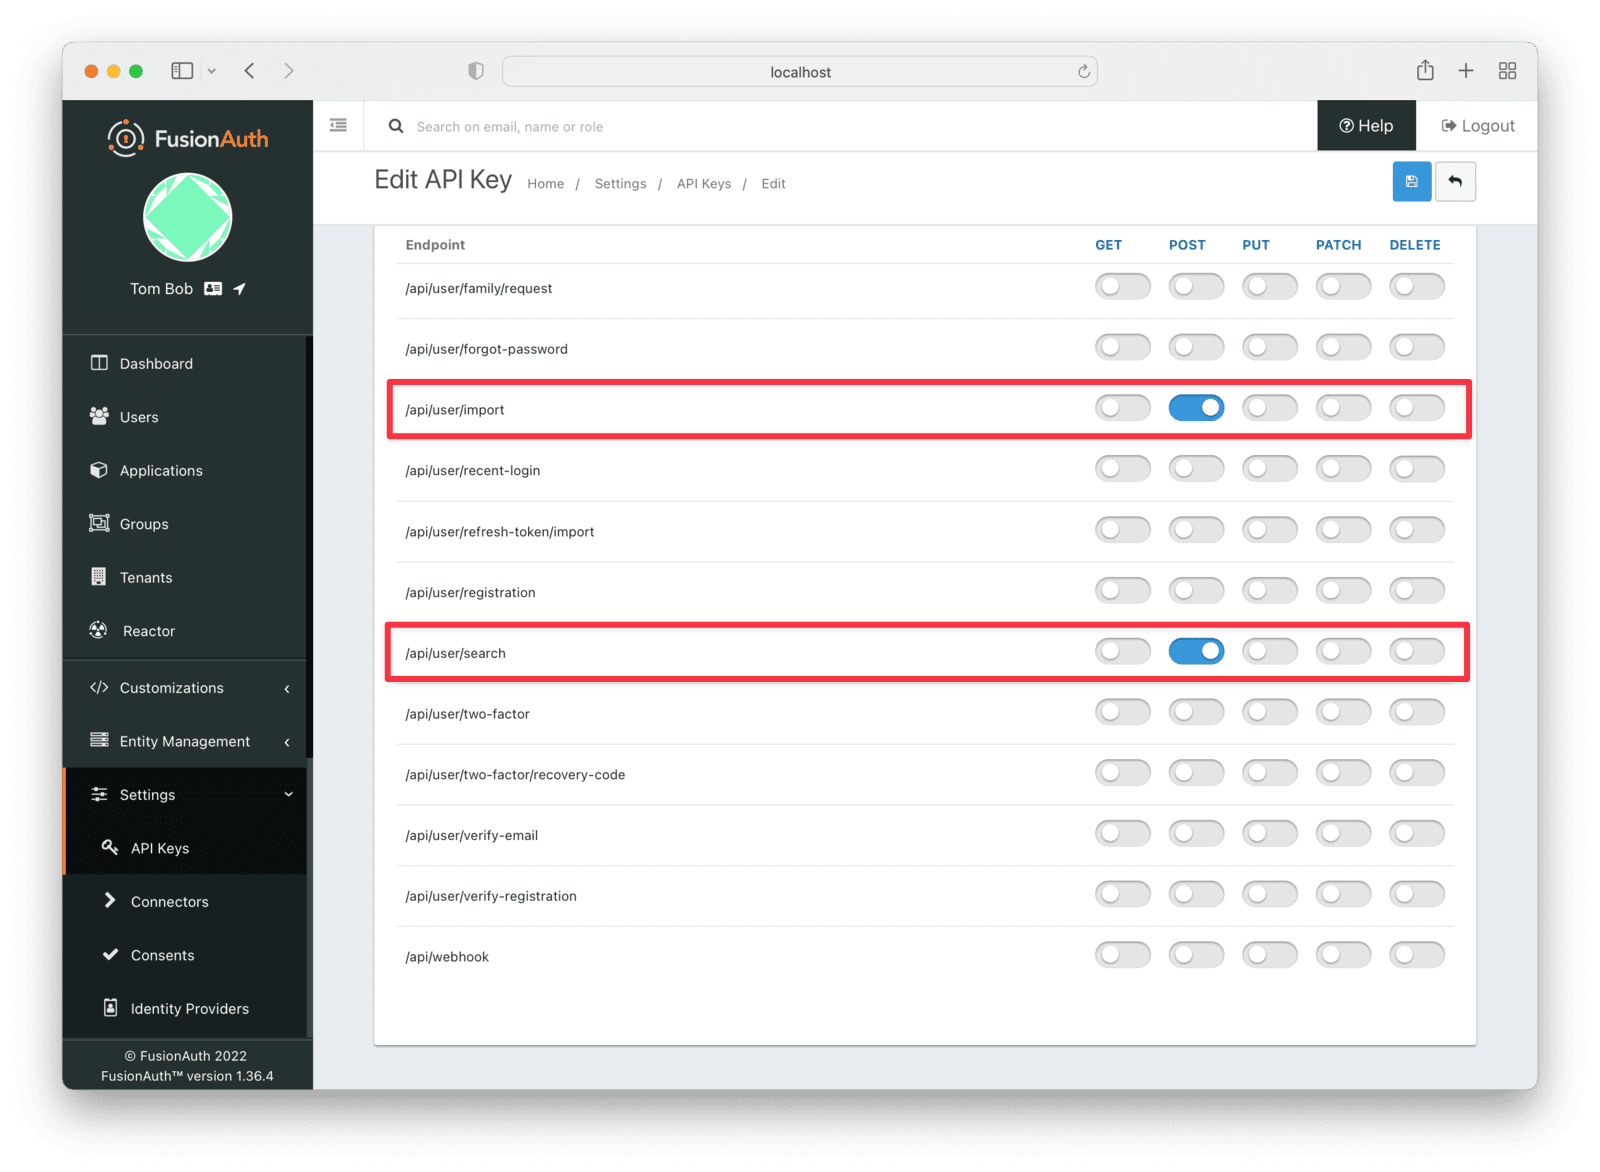 localhost
FusionAuth
Search on email, name or role
Help
Logout
Edit API Key
Home / Settings / API Keys / Edit
Tom Bob
Dashboard
Users
Applications
Groups
Tenants
Reactor
Customizations
Entity Management
Settings
API Keys
Connectors
Consents
Identity Providers
© FusionAuth 2022
FusionAuth™ version 1.36.4
Endpoint GET POST PUT PATCH DELETE
/api/user/family/request
/api/user/forgot-password
/api/user/import
/api/user/recent-login
/api/user/refresh-token/import
/api/user/registration
/api/user/search
/api/user/two-factor
/api/user/two-factor/recovery-code
/api/user/verify-email
/api/user/verify-registration
/api/webhook